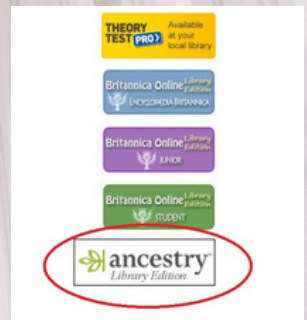 THEORY
TEST PRO
Available
at your
local library
Britannica Online Library
Edition
ENCYCLOPÆDIA BRITANNICA
Britannica Online Library
Edition
JUNIOR
Britannica Online Library
Edition
STUDENT
ancestry
Library Edition